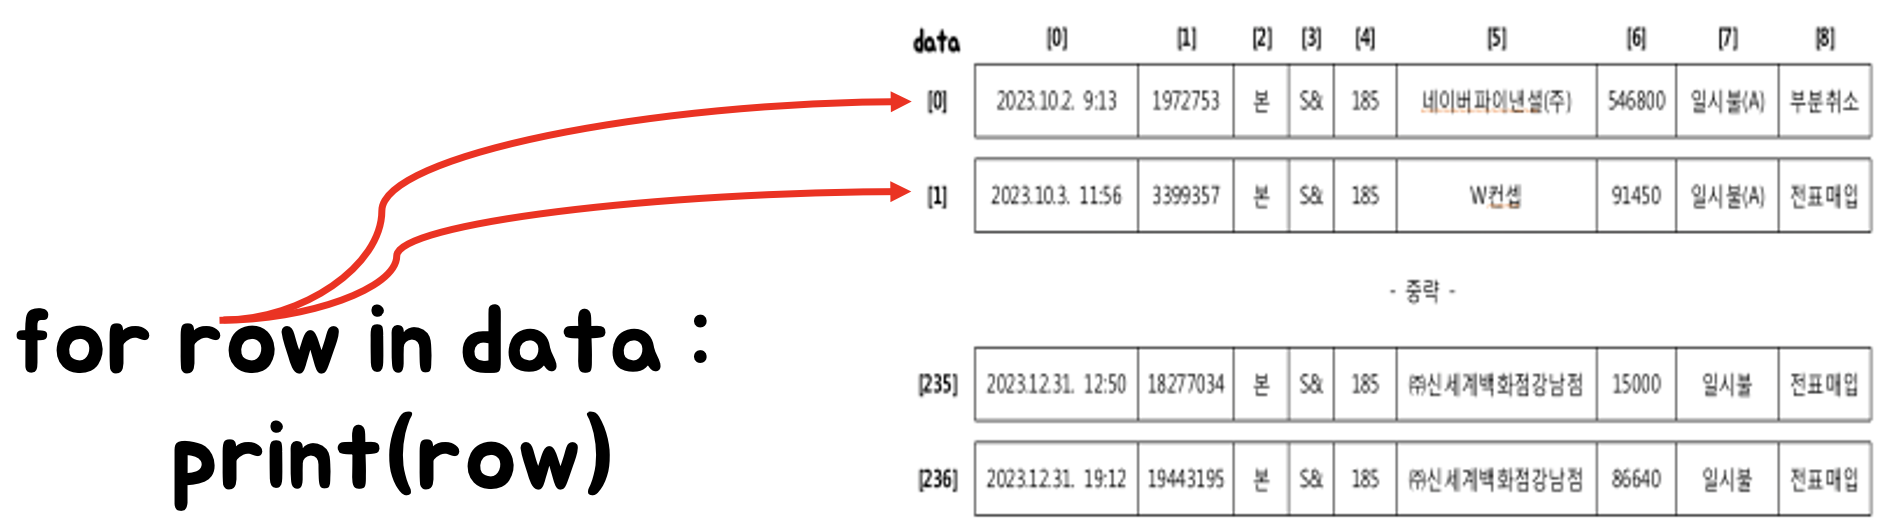 data [0] [1] [2] [3] [4] [5] [6] [7] [8]
[0] 2023.10.2. 9:13 1972753 본 S& 185 네이버파이낸셜(주) 546800 일시불(A) 부분취소
[1] 2023.10.3. 11:56 3399357 본 S& 185 W컨셉 91450 일시불(A) 전표매입
- 중략 -
for row in data :
print(row)
[235] 2023.12.31. 12:50 18277034 본 S& 185 ㈜신세계백화점강남점 15000 일시불 전표매입
[236] 2023.12.31. 19:12 19443195 본 S& 185 ㈜신세계백화점강남점 86640 일시불 전표매입